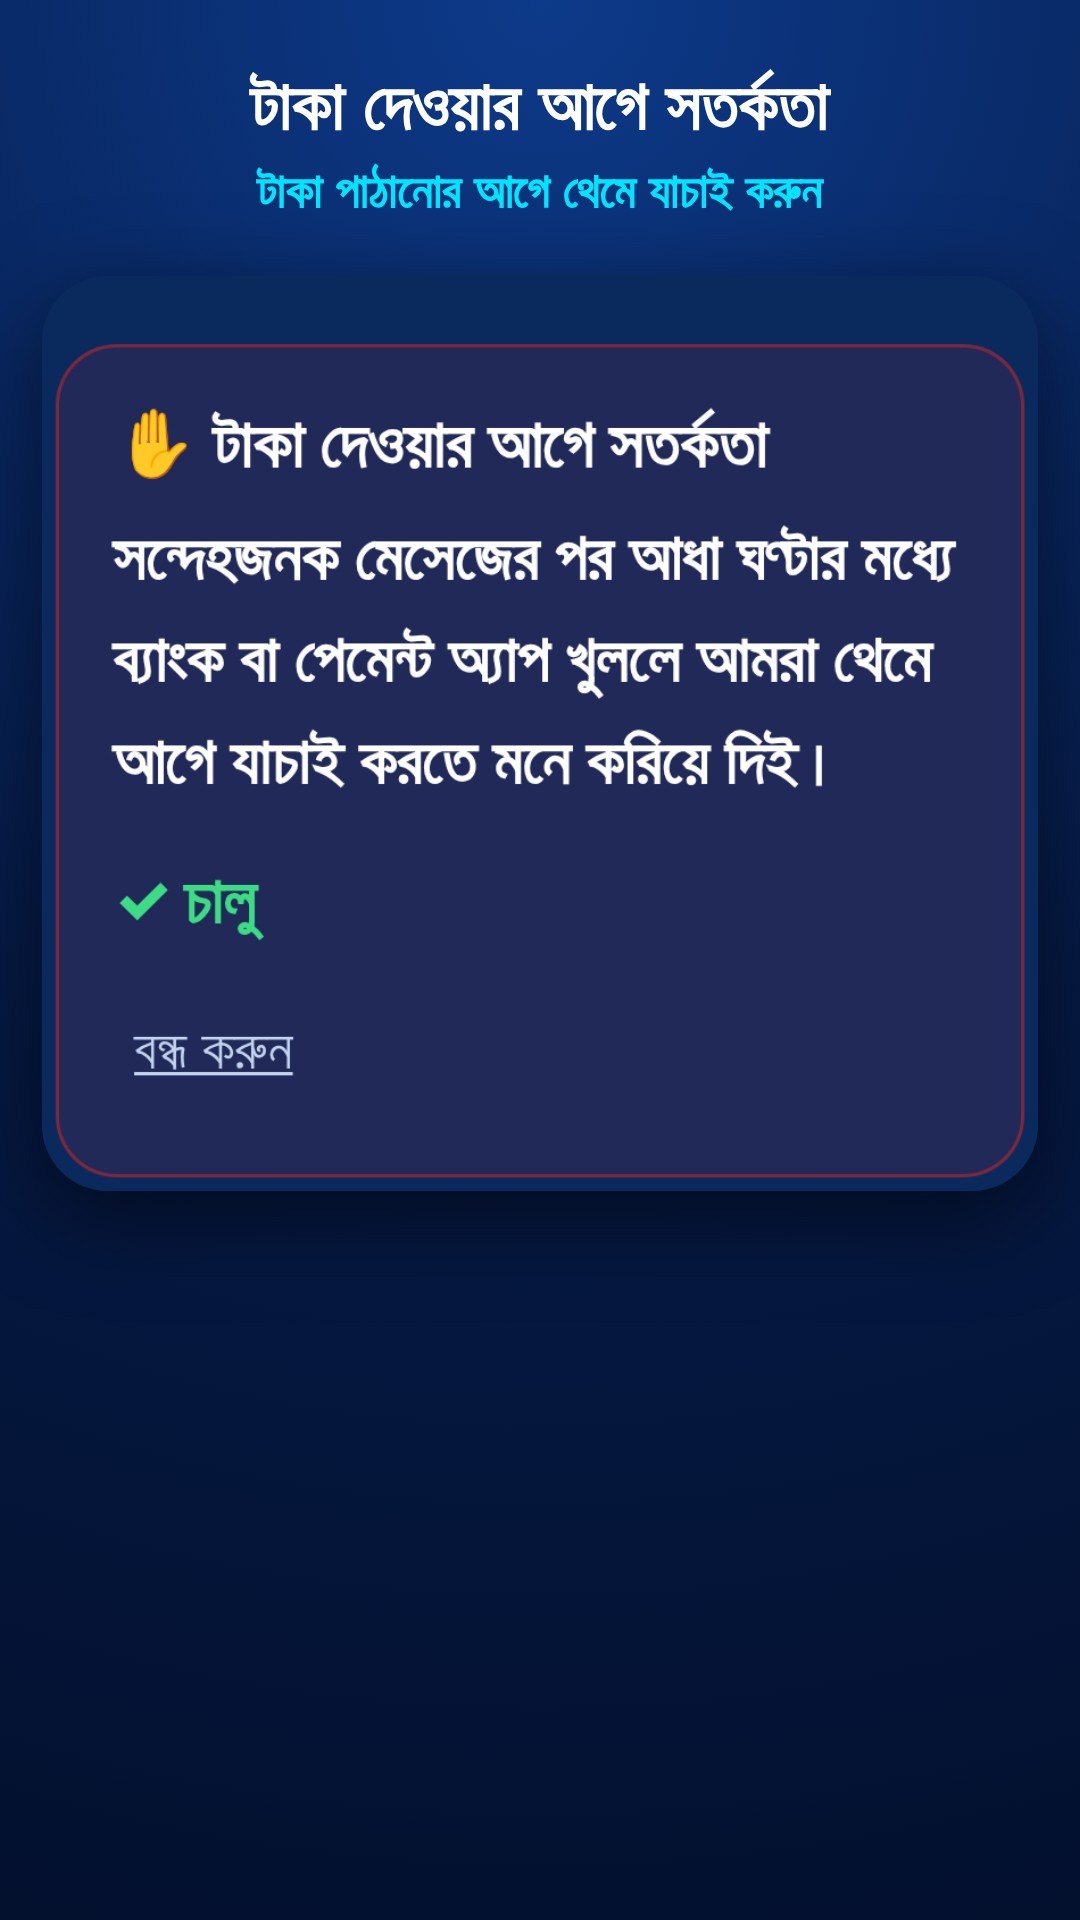 টাকা দেওয়ার আগে সতর্কতা
টাকা পাঠানোর আগে থেমে যাচাই করুন
✋ টাকা দেওয়ার আগে সতর্কতা
সন্দেহজনক মেসেজের পর আধা ঘণ্টার মধ্যে
ব্যাংক বা পেমেন্ট অ্যাপ খুললে আমরা থেমে
আগে যাচাই করতে মনে করিয়ে দিই।
✔ চালু
বন্ধ করুন